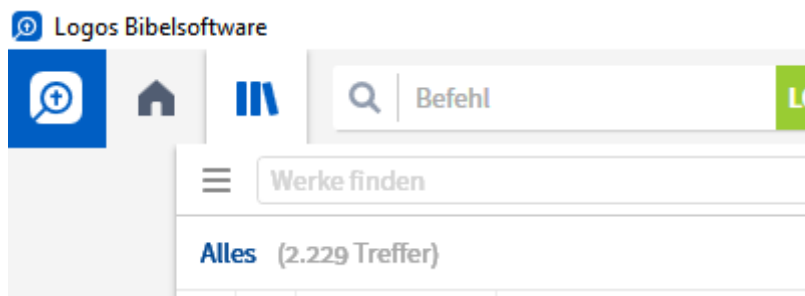 Logos Bibelsoftware
Befehl
Werke finden
Alles (2.229 Treffer)